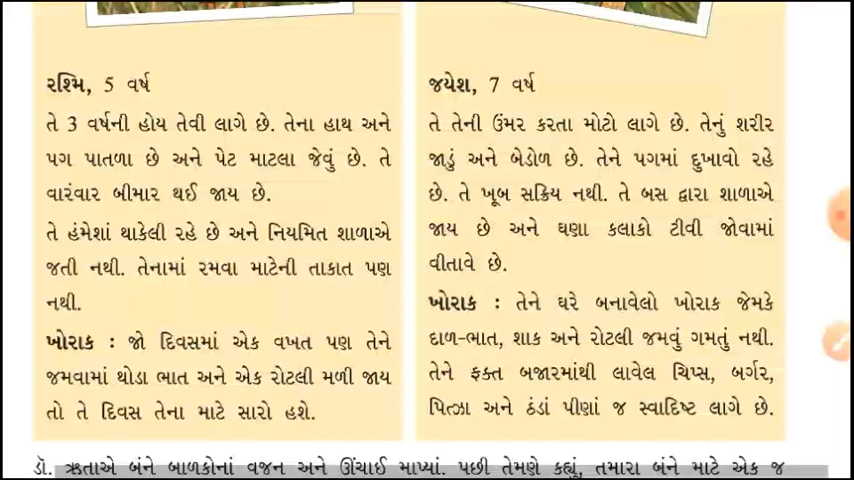 રશ્મિ, 5 વર્ષ
તે 3 વર્ષની હોય તેવી લાગે છે. તેના હાથ અને
પગ પાતળા છે અને પેટ માટલા જેવું છે. તે
વારંવાર બીમાર થઈ જાય છે.
તે હંમેશાં થાકેલી રહે છે અને નિયમિત શાળાએ
જતી નથી. તેનામાં રમવા માટેની તાકાત પણ
નથી.
ખોરાક : જો દિવસમાં એક વખત પણ તેને
જમવામાં થોડા ભાત અને એક રોટલી મળી જાય
તો તે દિવસ તેના માટે સારો હશે.
જયેશ, 7 વર્ષ
તે તેની ઉંમર કરતા મોટો લાગે છે. તેનું શરીર
જાડું અને બેડોળ છે. તેને પગમાં દુખાવો રહે
છે. તે ખૂબ સક્રિય નથી. તે બસ દ્વારા શાળાએ
જાય છે અને ઘણા કલાકો ટીવી જોવામાં
વીતાવે છે.
ખોરાક : તેને ઘરે બનાવેલો ખોરાક જેમકે
દાળ-ભાત, શાક અને રોટલી જમવું ગમતું નથી.
તેને ફક્ત બજારમાંથી લાવેલ ચિપ્સ, બર્ગર,
પિત્ઝા અને ઠંડાં પીણાં જ સ્વાદિષ્ટ લાગે છે.
ડૉ. ઋતાએ બંને બાળકોનાં વજન અને ઊંચાઈ માપ્યાં. પછી તેમણે કહ્યું, તમારા બંને માટે એક જ